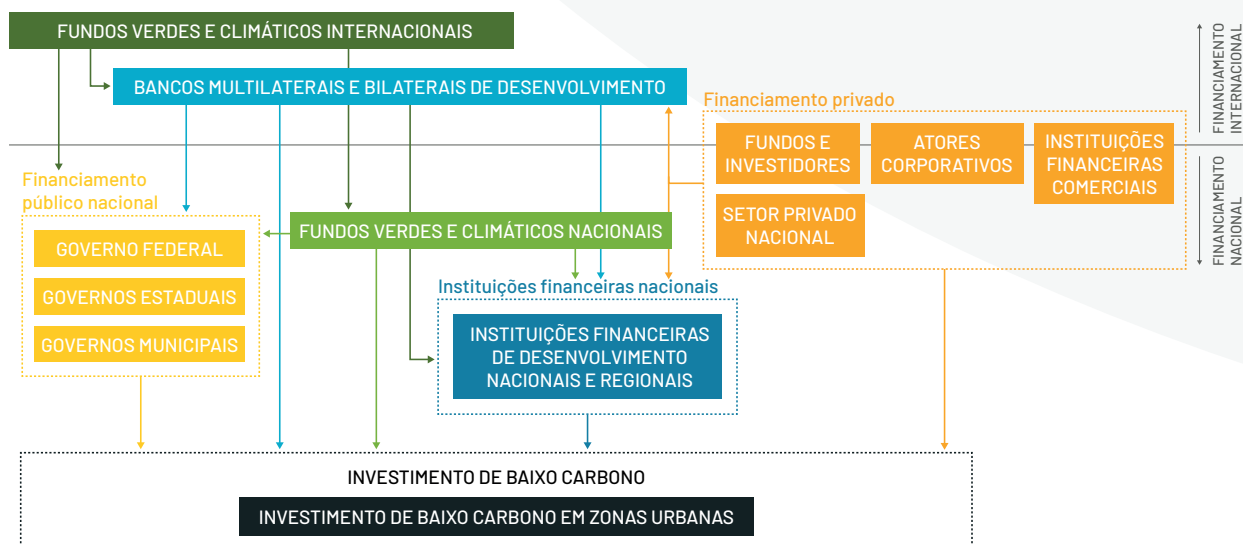 FUNDOS VERDES E CLIMÁTICOS INTERNACIONAIS
BANCOS MULTILATERAIS E BILATERAIS DE DESENVOLVIMENTO
Financiamento privado
FUNDOS E
INVESTIDORES
ATORES
CORPORATIVOS
INSTITUIÇÕES
FINANCEIRAS
COMERCIAIS
SETOR PRIVADO
NACIONAL
FINANCIAMENTO
INTERNACIONAL
FINANCIAMENTO
NACIONAL
Financiamento
público nacional
GOVERNO FEDERAL
GOVERNOS ESTADUAIS
GOVERNOS MUNICIPAIS
FUNDOS VERDES E CLIMÁTICOS NACIONAIS
Instituições financeiras nacionais
INSTITUIÇÕES FINANCEIRAS
DE DESENVOLVIMENTO
NACIONAIS E REGIONAIS
INVESTIMENTO DE BAIXO CARBONO
INVESTIMENTO DE BAIXO CARBONO EM ZONAS URBANAS